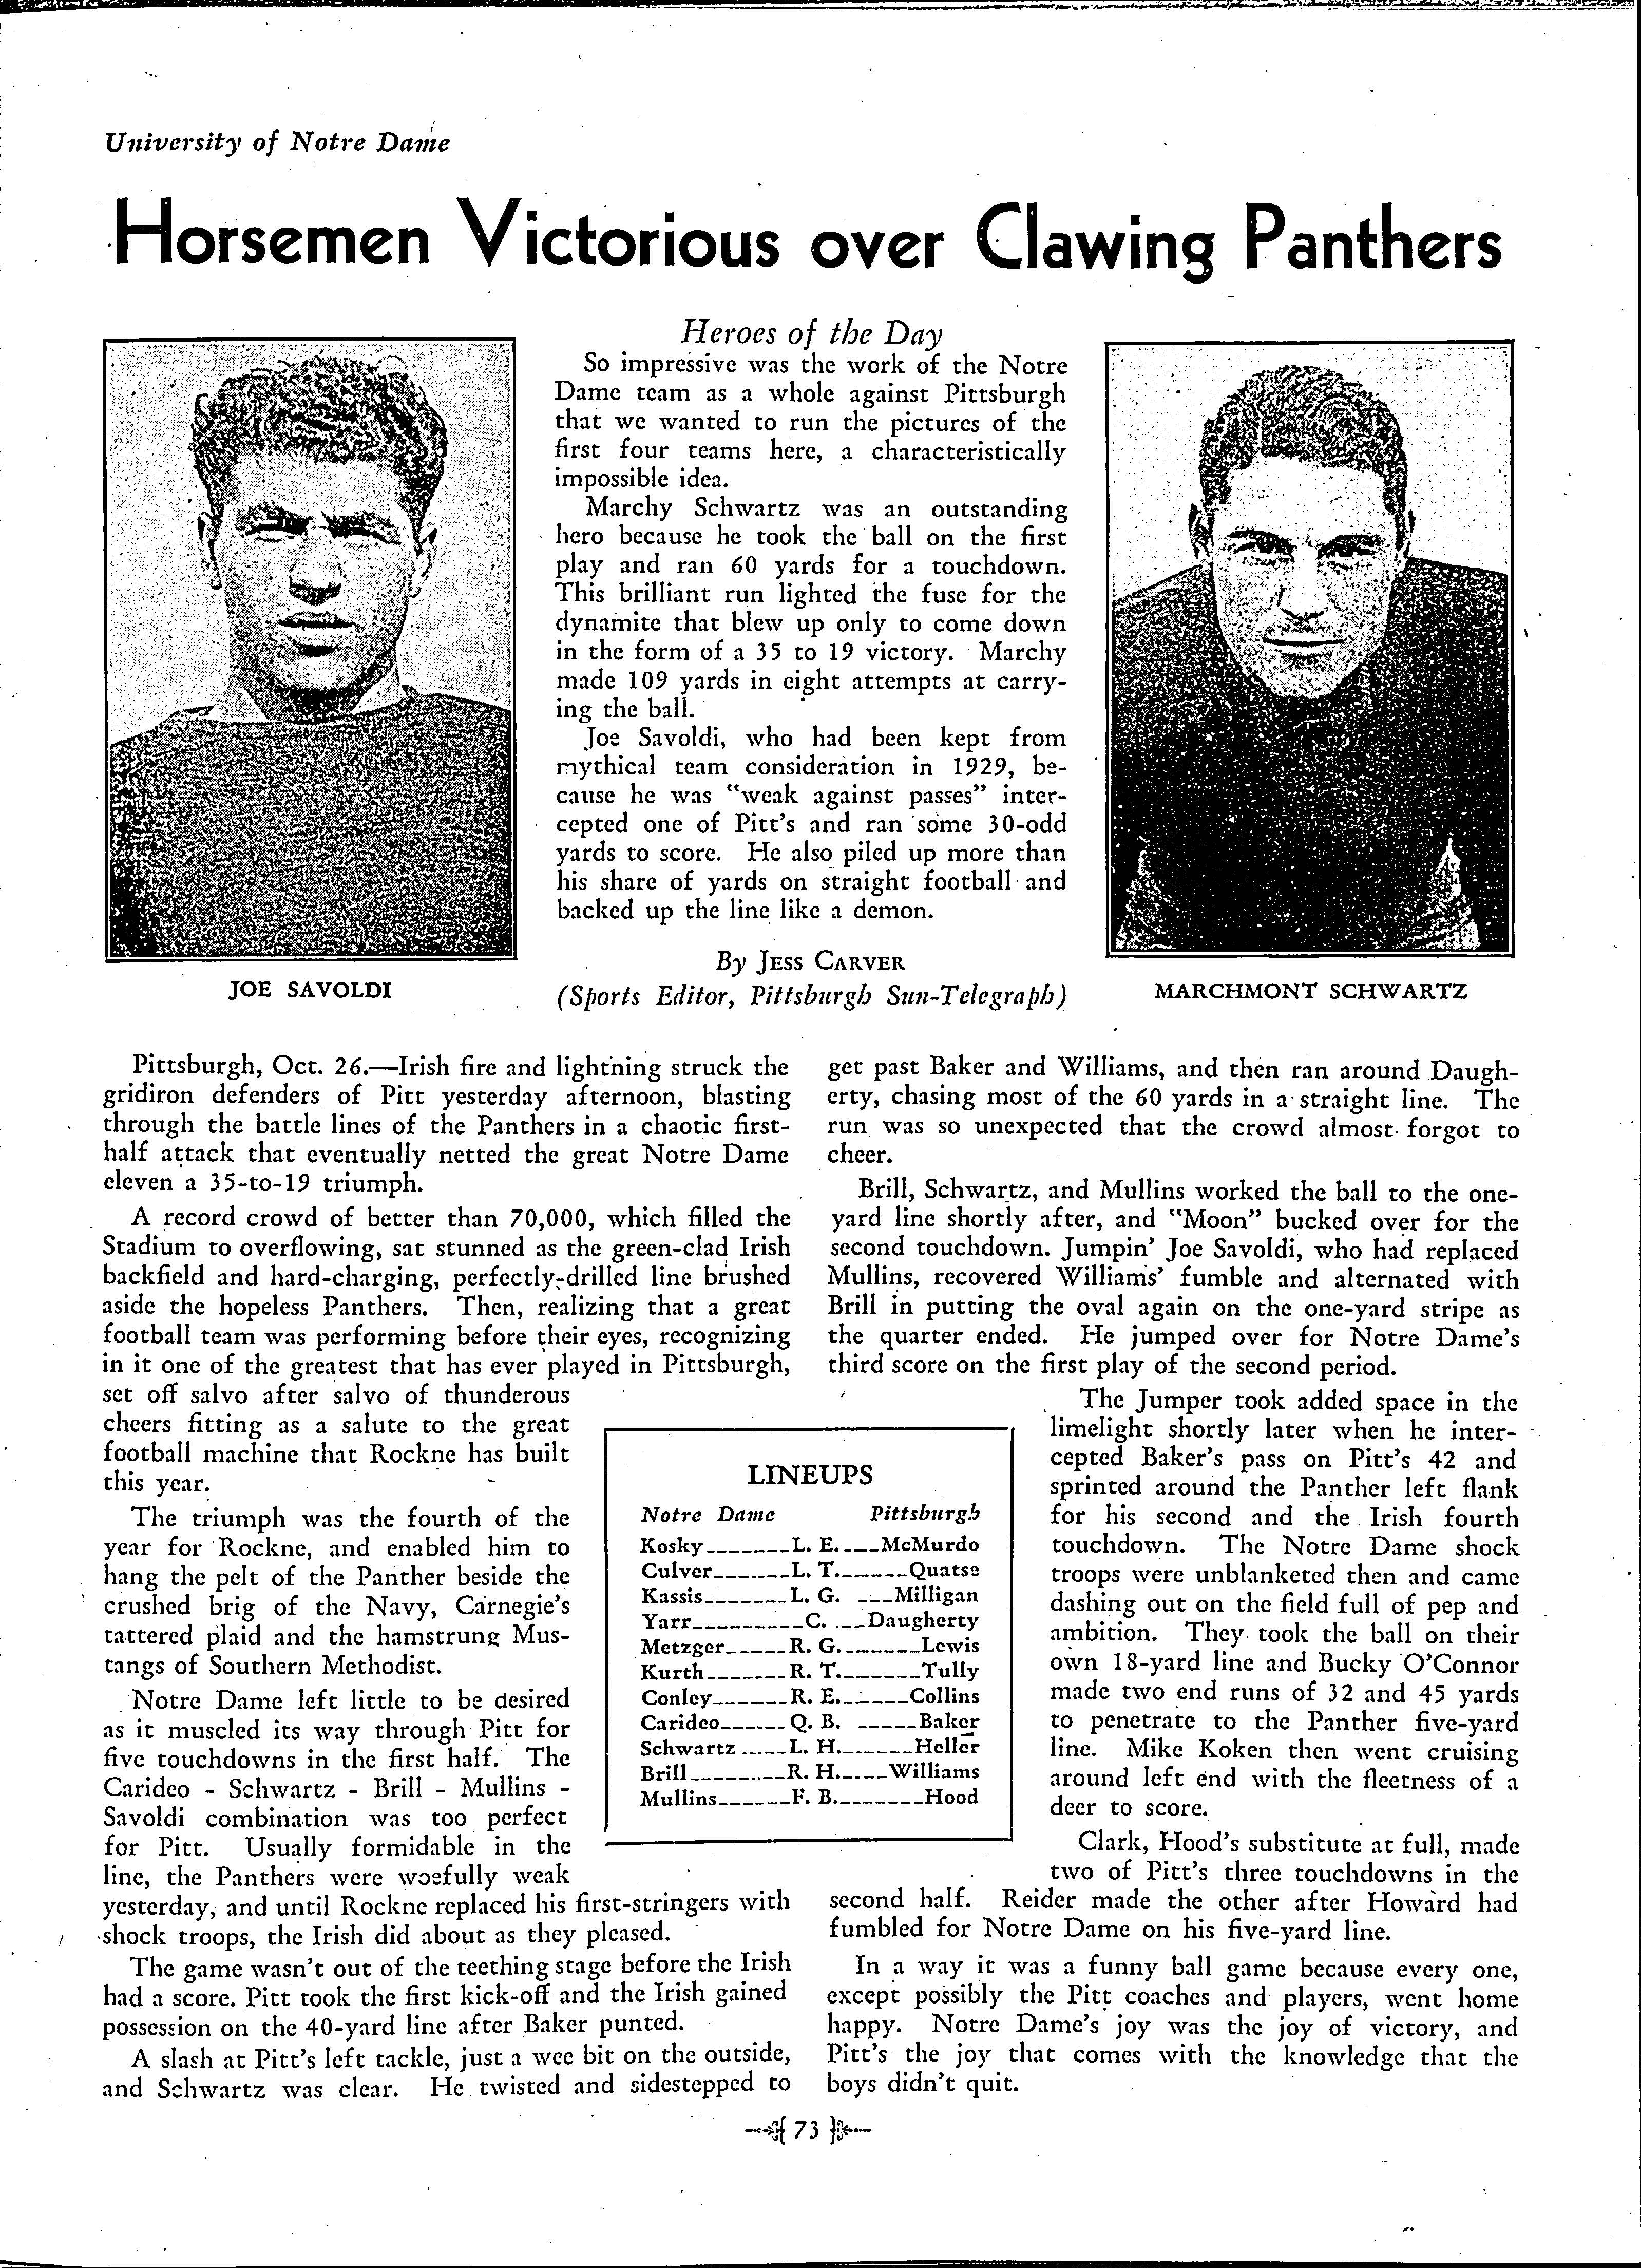 University of Notre Dame
Horsemen Victorious over Clawing Panthers
Heroes of the Day
So impressive was the work of the Notre
Dame team as a whole against Pittsburgh
that we wanted to run the pictures of the
first four teams here, a characteristically
impossible idea.
Marchy Schwartz was an outstanding
hero because he took the ball on the first
play and ran 60 yards for a touchdown.
This brilliant run lighted the fuse for the
dynamite that blew up only to come down
in the form of a 35 to 19 victory. Marchy
made 109 yards in eight attempts at carry-
ing the ball.
Joe Savoldi, who had been kept from
mythical team consideration in 1929, be-
cause he was "weak against passes" inter-
cepted one of Pitt's and ran some 30-odd
yards to score. He also piled up more than
his share of yards on straight football and
backed up the line like a demon.
By JESS CARVER
(Sports Editor, Pittsburgh Sun-Telegraph)
JOE SAVOLDI
MARCHMONT SCHWARTZ
Pittsburgh, Oct. 26.—Irish fire and lightning struck the
gridiron defenders of Pitt yesterday afternoon, blasting
through the battle lines of the Panthers in a chaotic first-
half attack that eventually netted the great Notre Dame
eleven a 35-to-19 triumph.
A record crowd of better than 70,000, which filled the
Stadium to overflowing, sat stunned as the green-clad Irish
backfield and hard-charging, perfectly-drilled line brushed
aside the hopeless Panthers. Then, realizing that a great
football team was performing before their eyes, recognizing
in it one of the greatest that has ever played in Pittsburgh,
set off salvo after salvo of thunderous
cheers fitting as a salute to the great
football machine that Rockne has built
this year.
The triumph was the fourth of the
year for Rockne, and enabled him to
hang the pelt of the Panther beside the
crushed brig of the Navy, Carnegie's
tattered plaid and the hamstrung Mus-
tangs of Southern Methodist.
Notre Dame left little to be desired
as it muscled its way through Pitt for
five touchdowns in the first half. The
Carideo - Schwartz - Brill - Mullins -
Savoldi combination was too perfect
for Pitt. Usually formidable in the
line, the Panthers were woefully weak
yesterday, and until Rockne replaced his first-stringers with
shock troops, the Irish did about as they pleased.
The game wasn't out of the teething stage before the Irish
had a score. Pitt took the first kick-off and the Irish gained
possession on the 40-yard line after Baker punted.
A slash at Pitt's left tackle, just a wee bit on the outside,
and Schwartz was clear. He twisted and sidestepped to
LINEUPS
Notre Dame Pittsburgh
Kosky________L. E.____McMurdo
Culver_______L. T.______Quatse
Kassis_______L. G. ___Milligan
Yarr_________C. ___Daugherty
Metzger_____R. G._______Lewis
Kurth_______R. T._______Tully
Conley______R. E.______Collins
Carideo______Q. B. _____Baker
Schwartz_____L. H._______Heller
Brill_________R. H._____Williams
Mullins______F. B.________Hood
get past Baker and Williams, and then ran around Daugh-
erty, chasing most of the 60 yards in a straight line. The
run was so unexpected that the crowd almost forgot to
cheer.
Brill, Schwartz, and Mullins worked the ball to the one-
yard line shortly after, and "Moon" bucked over for the
second touchdown. Jumpin' Joe Savoldi, who had replaced
Mullins, recovered Williams' fumble and alternated with
Brill in putting the oval again on the one-yard stripe as
the quarter ended. He jumped over for Notre Dame's
third score on the first play of the second period.
The Jumper took added space in the
limelight shortly later when he inter-
cepted Baker's pass on Pitt's 42 and
sprinted around the Panther left flank
for his second and the Irish fourth
touchdown. The Notre Dame shock
troops were unblanketed then and came
dashing out on the field full of pep and
ambition. They took the ball on their
own 18-yard line and Bucky O'Connor
made two end runs of 32 and 45 yards
to penetrate to the Panther five-yard
line. Mike Koken then went cruising
around left end with the fleetness of a
deer to score.
Clark, Hood's substitute at full, made
two of Pitt's three touchdowns in the
second half. Reider made the other after Howard had
fumbled for Notre Dame on his five-yard line.
In a way it was a funny ball game because every one,
except possibly the Pitt coaches and players, went home
happy. Notre Dame's joy was the joy of victory, and
Pitt's the joy that comes with the knowledge that the
boys didn't quit.
73